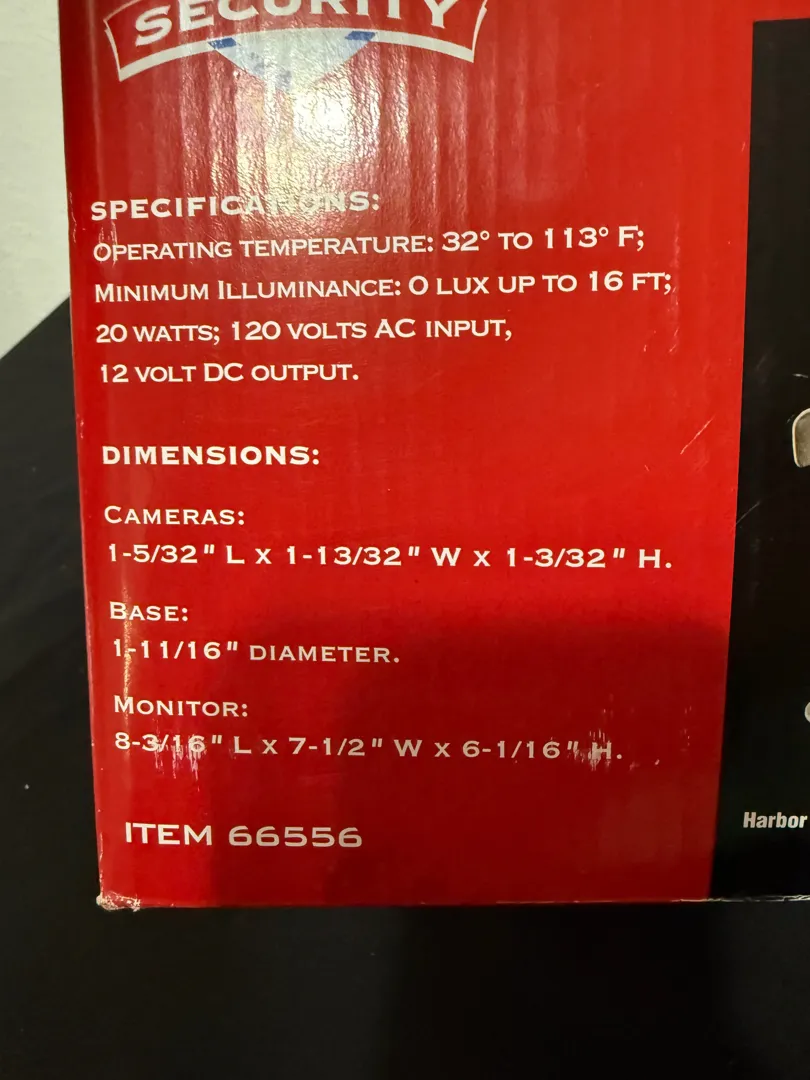 SECURITY
SPECIFICATIONS:
OPERATING TEMPERATURE: 32° TO 113° F;
MINIMUM ILLUMINANCE: 0 LUX UP TO 16 FT;
20 WATTS; 120 VOLTS AC INPUT,
12 VOLT DC OUTPUT.
DIMENSIONS:
CAMERAS:
1-5/32" L X 1-13/32" W X 1-3/32" H.
BASE:
1-11/16" DIAMETER.
MONITOR:
8-3/16" L X 7-1/2" W X 6-1/16" H.
ITEM 66556
Harbor